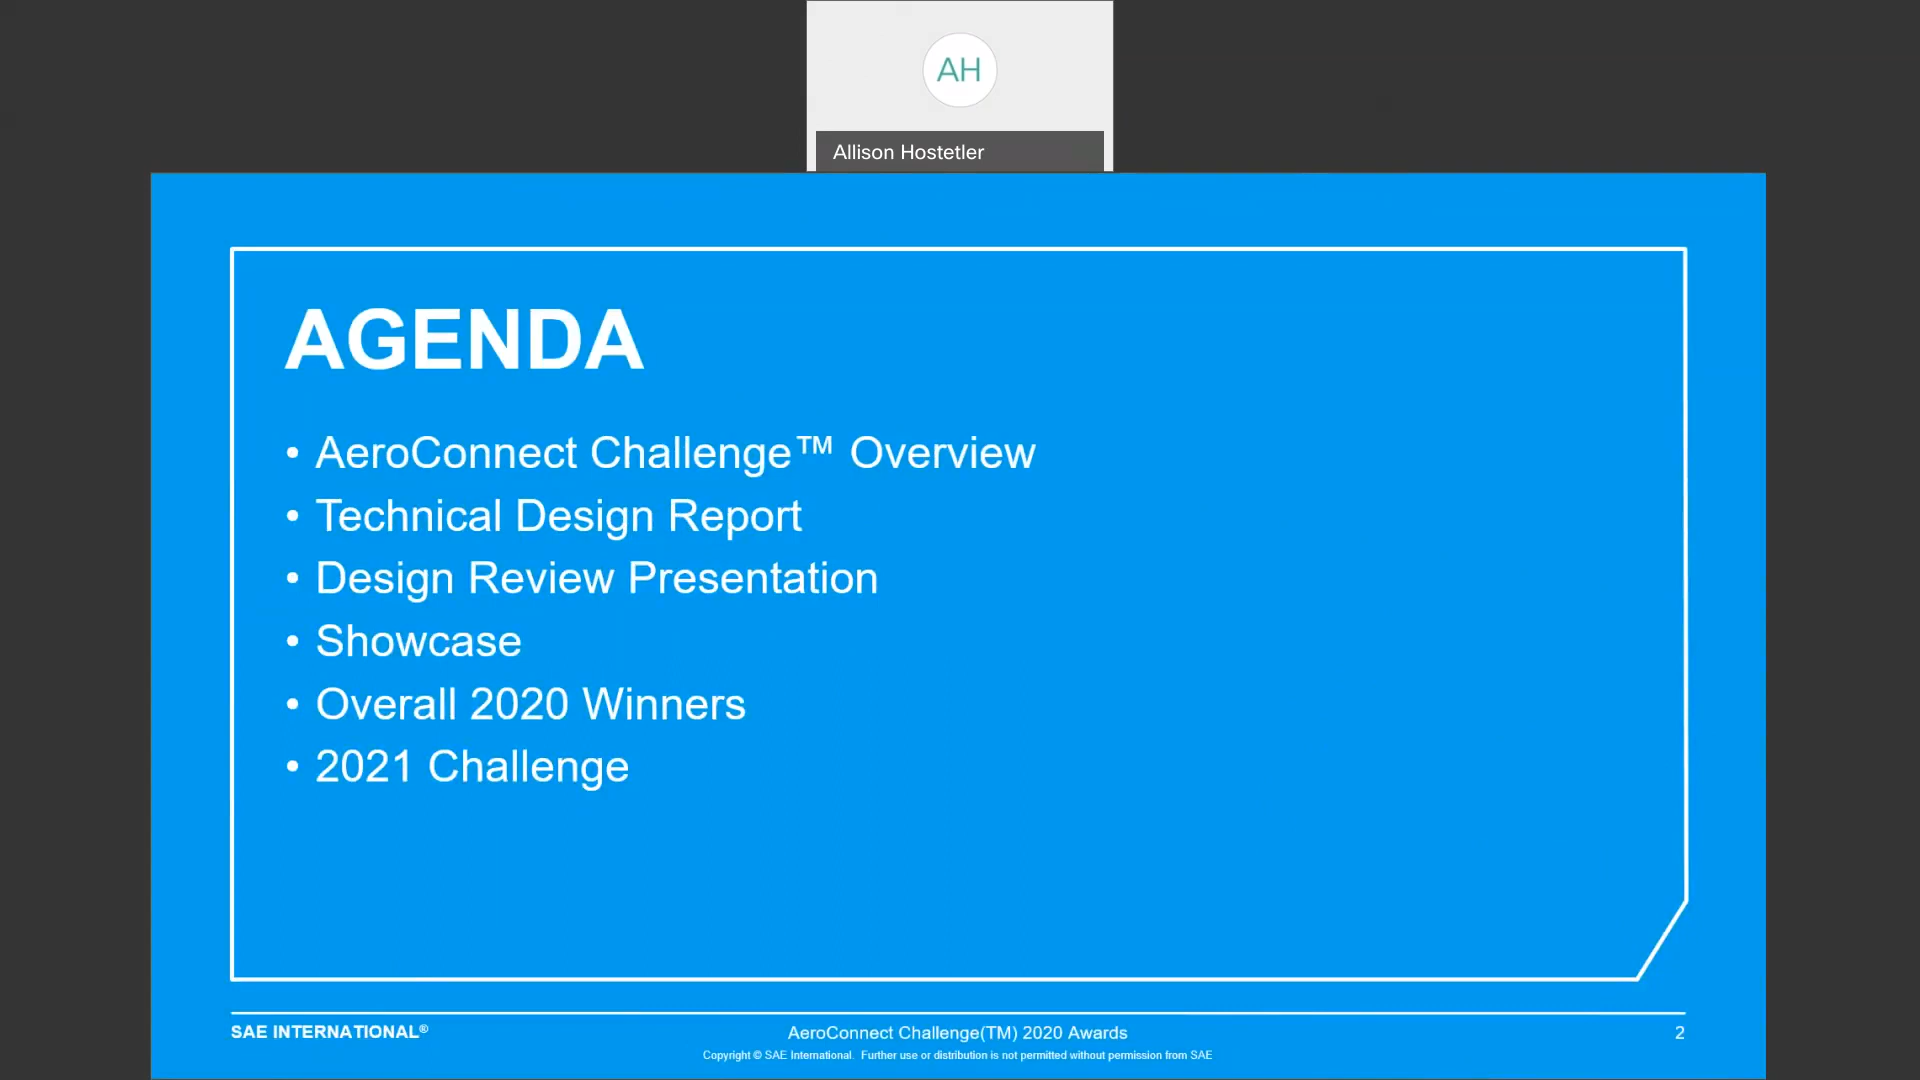 AH
Allison Hostetler
AGENDA
• AeroConnect Challenge™ Overview
• Technical Design Report
• Design Review Presentation
• Showcase
• Overall 2020 Winners
• 2021 Challenge
SAE INTERNATIONAL®
AeroConnect Challenge(TM) 2020 Awards
2
Copyright © SAE International. Further use or distribution is not permitted without permission from SAE